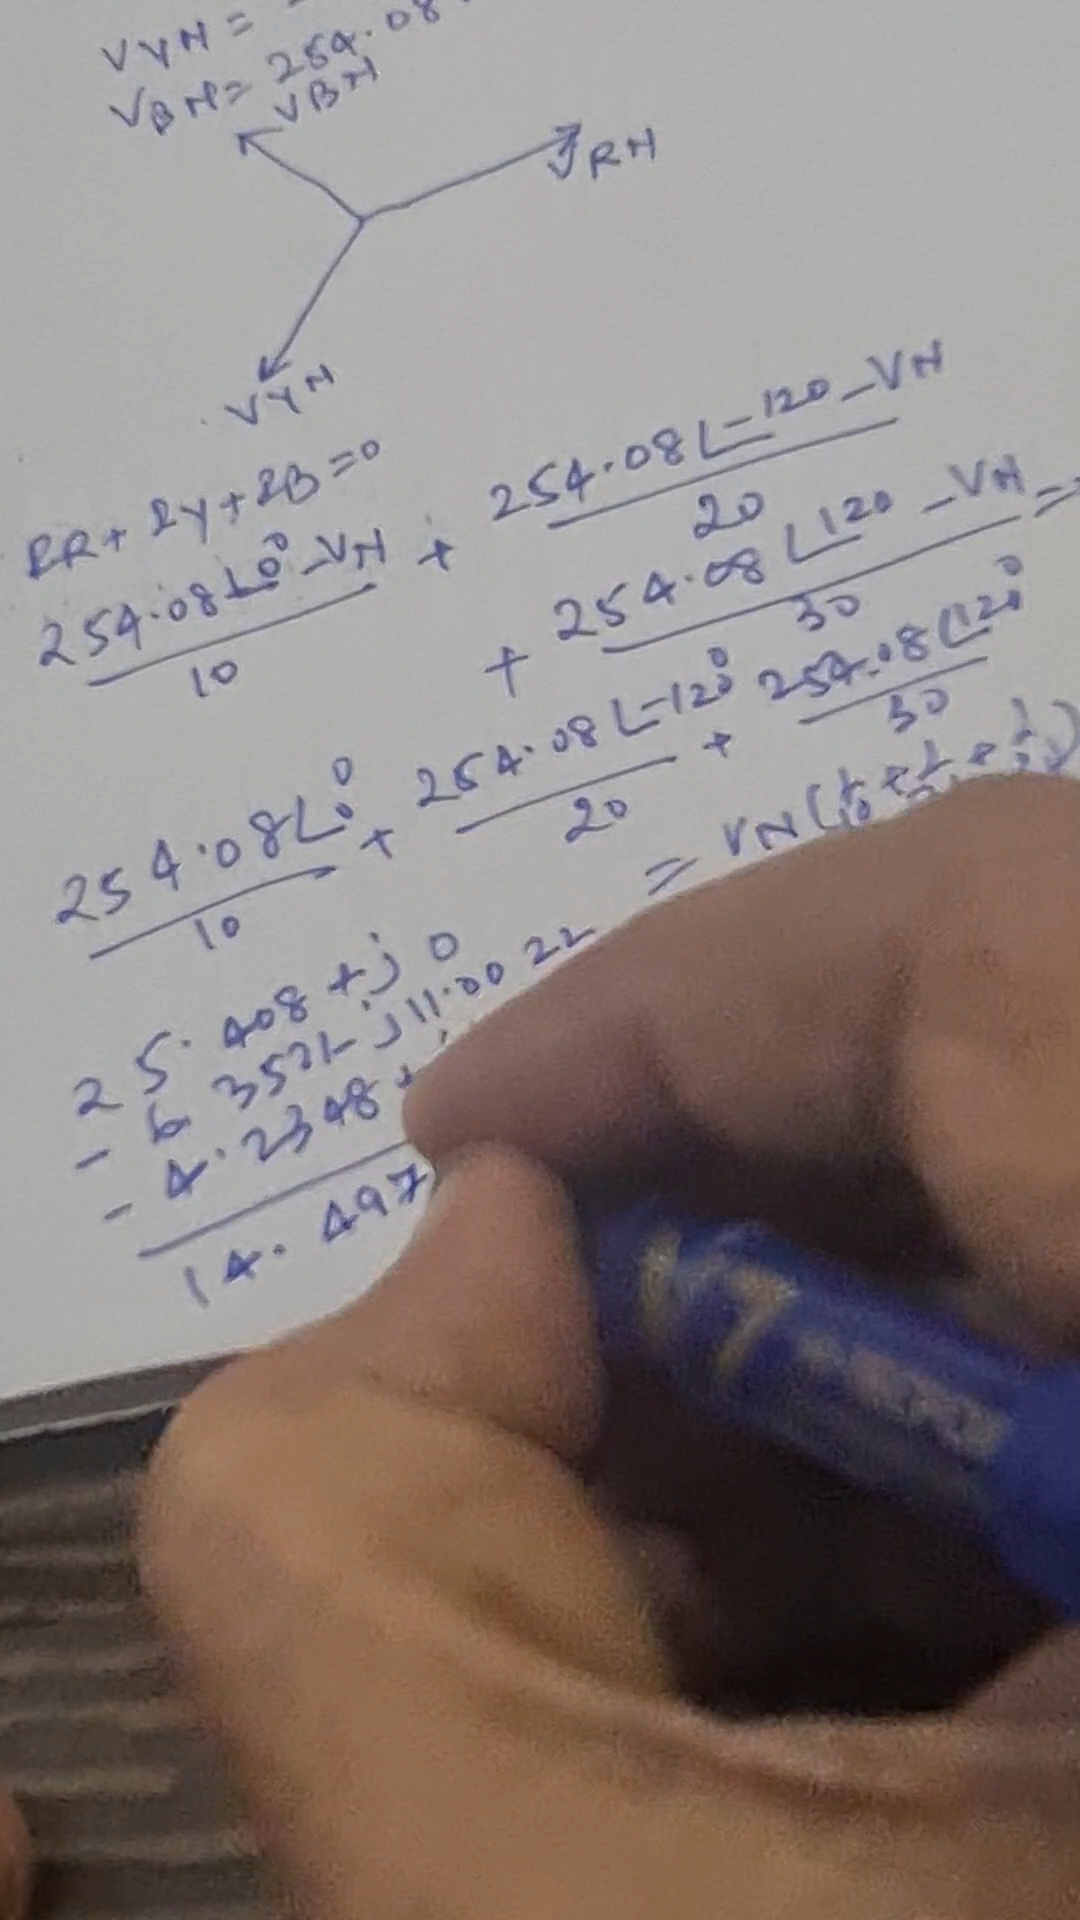 VYN =
VBN = 254.08
VBN
VRN
VYN
IR + IY + IB = 0
254.08∠0° - VN + 254.08∠-120 - VN
10 20
+ 254.08∠120 - VN =
30
254.08∠0° + 254.08∠-120° + 254.08∠120°
10 20 30
= VN(1/10 + 1/
25.408 + j0
- 6 352 - j11.0022
- 4.2348 +
14.497